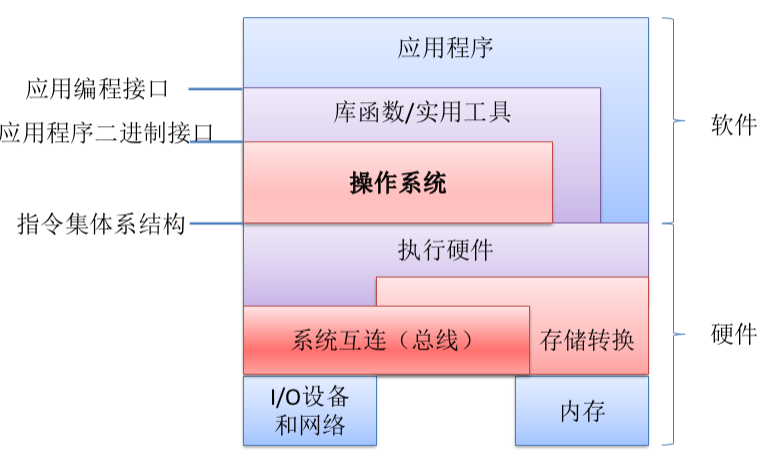 应用程序
应用编程接口
库函数/实用工具
软件
应用程序二进制接口
操作系统
指令集体系结构
执行硬件
系统互连（总线）
存储转换
硬件
I/O设备
和网络
内存